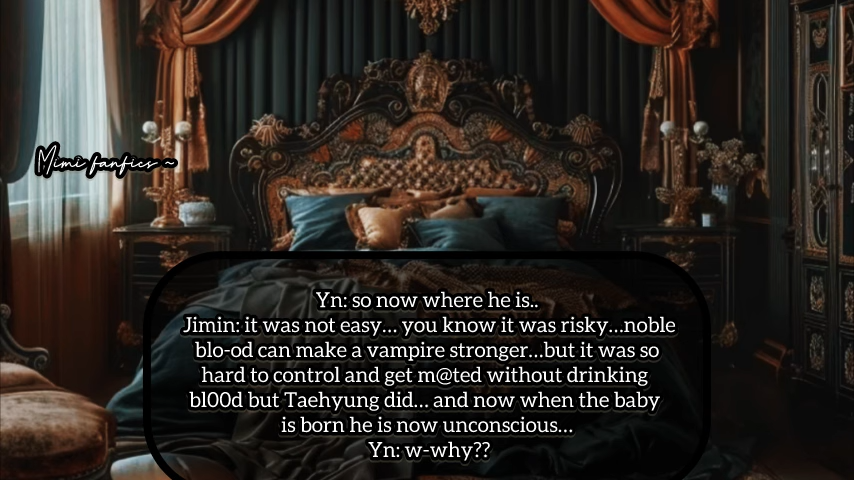 Mimi fanfics ~
Yn: so now where he is..
Jimin: it was not easy... you know it was risky...noble
blo-od can make a vampire stronger...but it was so
hard to control and get m@ted without drinking
bl00d but Taehyung did... and now when the baby
is born he is now unconscious...
Yn: w-why??